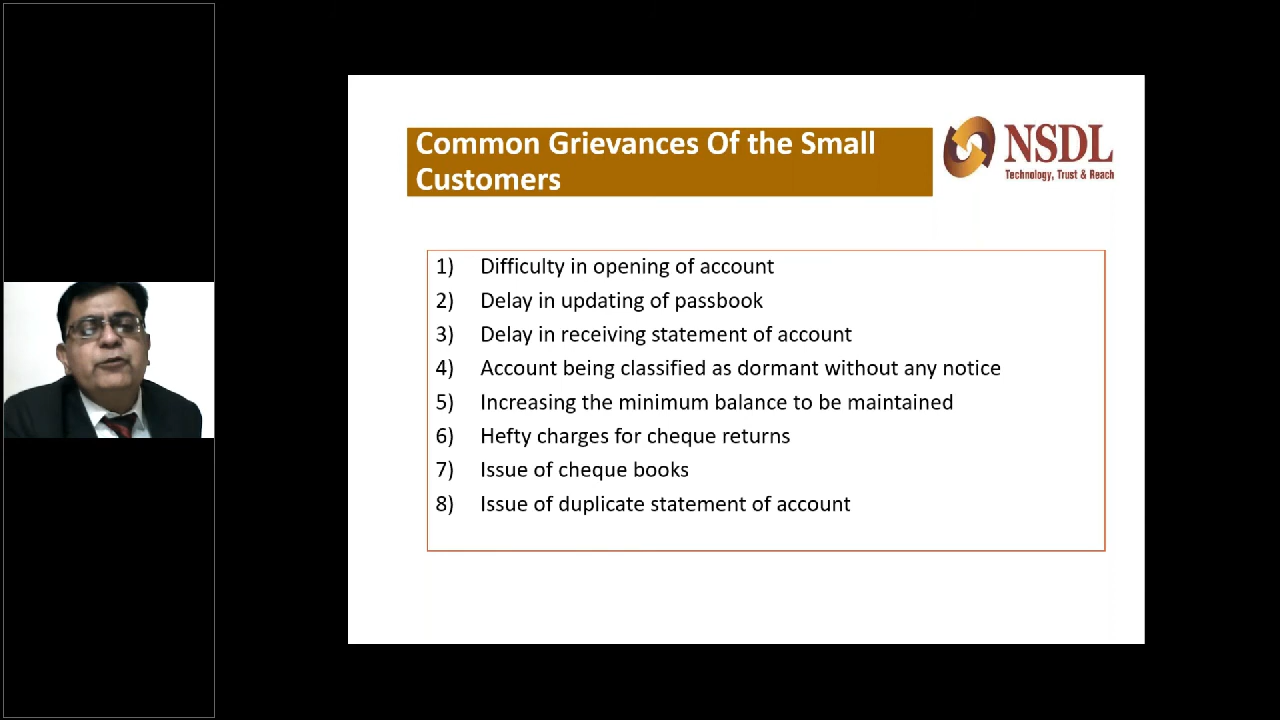 Common Grievances Of the Small
Customers
NSDL
Technology, Trust & Reach
1) Difficulty in opening of account
2) Delay in updating of passbook
3) Delay in receiving statement of account
4) Account being classified as dormant without any notice
5) Increasing the minimum balance to be maintained
6) Hefty charges for cheque returns
7) Issue of cheque books
8) Issue of duplicate statement of account